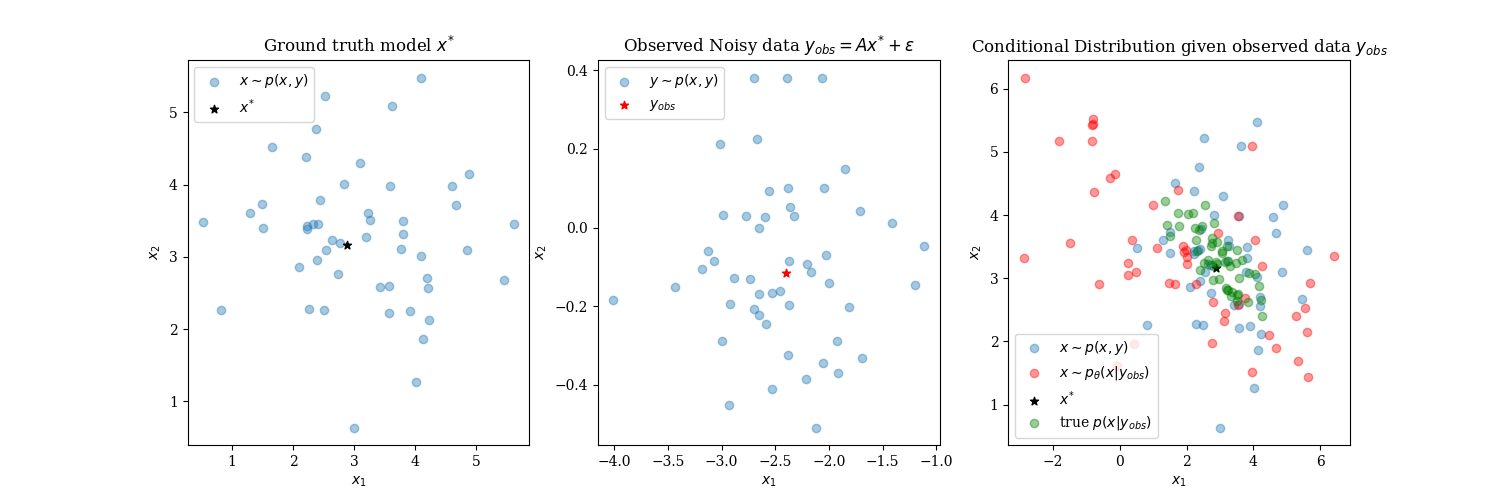 Ground truth model x*
x ~ p(x, y)
x*
5
4
3
2
1
x₂
1
2
3
4
5
x₁
Observed Noisy data y_obs = Ax* + ε
y ~ p(x, y)
y_obs
0.4
0.2
0.0
−0.2
−0.4
x₂
−4.0
−3.5
−3.0
−2.5
−2.0
−1.5
−1.0
x₁
Conditional Distribution given observed data y_obs
6
5
4
3
2
1
x₂
x ~ p(x, y)
x ~ p_θ(x|y_obs)
x*
true p(x|y_obs)
−2
0
2
4
6
x₁